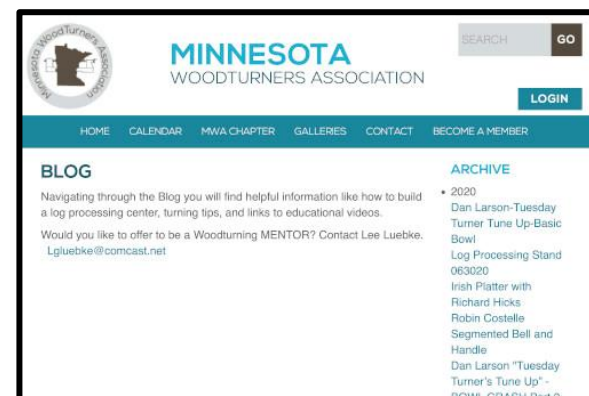 Minnesota WoodTurners Association
MINNESOTA
WOODTURNERS ASSOCIATION
SEARCH
GO
LOGIN
HOME CALENDAR MWA CHAPTER GALLERIES CONTACT BECOME A MEMBER
BLOG
Navigating through the Blog you will find helpful information like how to build
a log processing center, turning tips, and links to educational videos.
Would you like to offer to be a Woodturning MENTOR? Contact Lee Luebke.
Lgluebke@comcast.net
ARCHIVE
• 2020
Dan Larson-Tuesday
Turner Tune Up-Basic
Bowl
Log Processing Stand
063020
Irish Platter with
Richard Hicks
Robin Costelle
Segmented Bell and
Handle
Dan Larson "Tuesday
Turner's Tune Up" -
BOWL CRASH Part 2